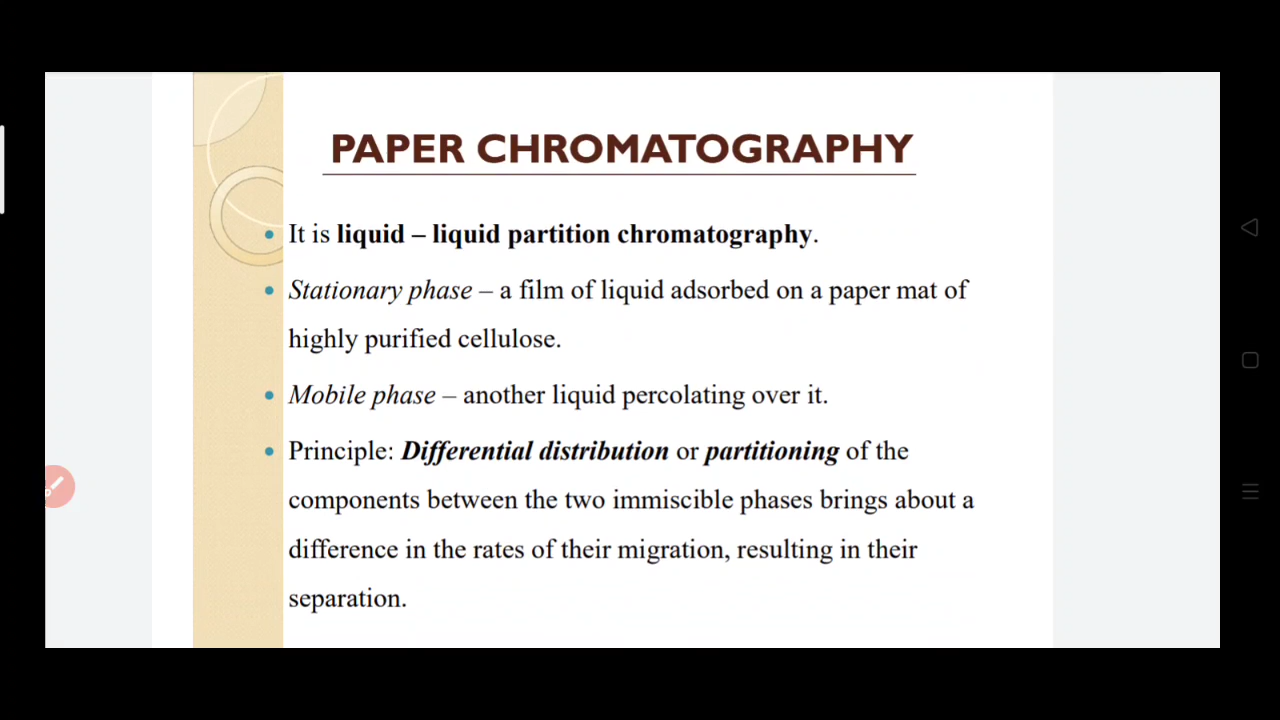 PAPER CHROMATOGRAPHY
• It is liquid – liquid partition chromatography.
• Stationary phase – a film of liquid adsorbed on a paper mat of
highly purified cellulose.
• Mobile phase – another liquid percolating over it.
• Principle: Differential distribution or partitioning of the
components between the two immiscible phases brings about a
difference in the rates of their migration, resulting in their
separation.